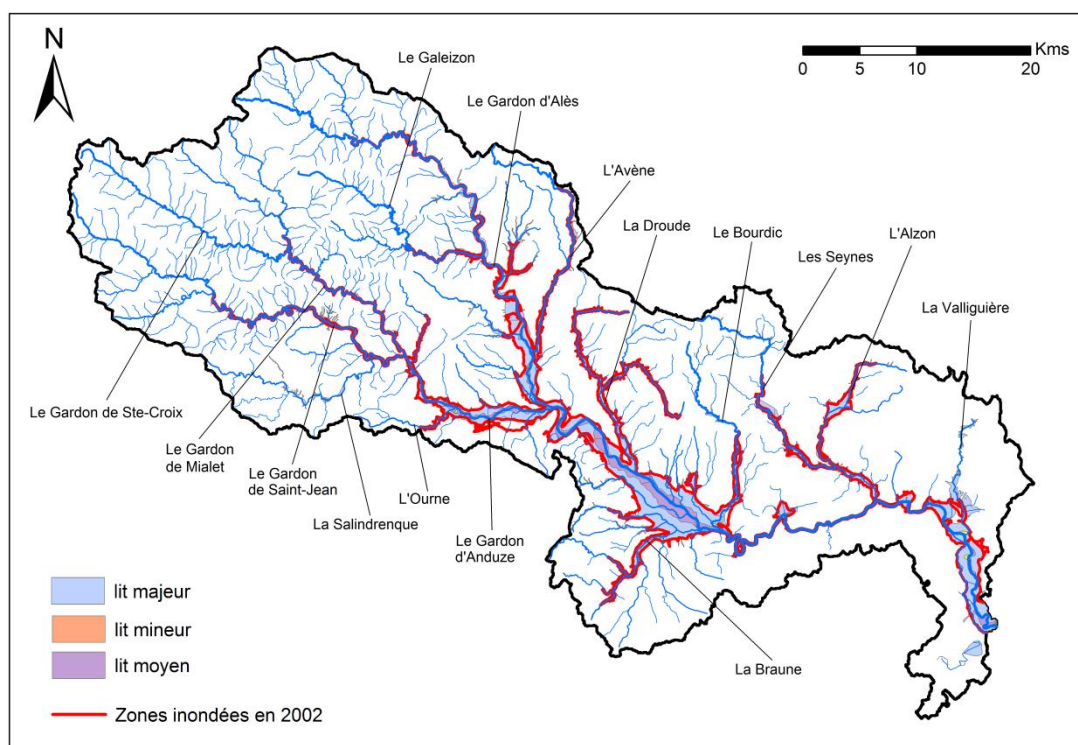 N
Kms
0 5 10 20
Le Galeizon
Le Gardon d'Alès
L'Avène
La Droude
Le Bourdic
Les Seynes
L'Alzon
La Valliguière
Le Gardon de Ste-Croix
Le Gardon
de Mialet
Le Gardon
de Saint-Jean
La Salindrenque
L'Ourne
Le Gardon
d'Anduze
La Braune
lit majeur
lit mineur
lit moyen
Zones inondées en 2002